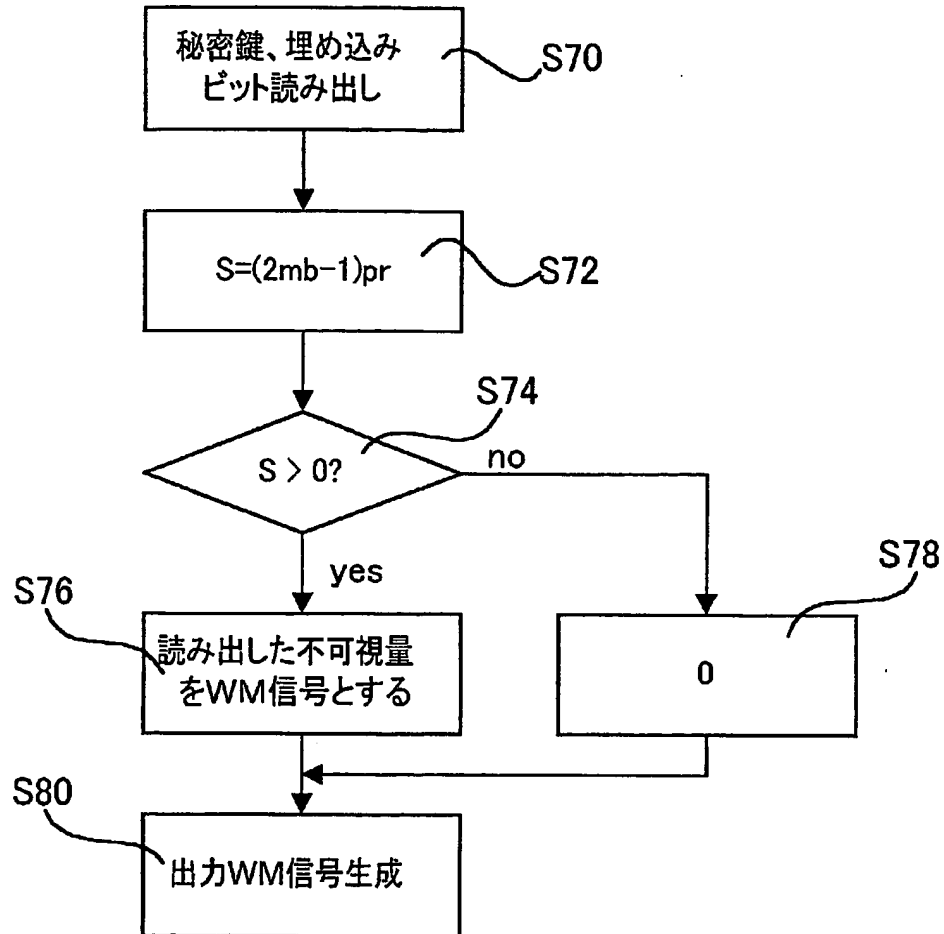 秘密鍵、埋め込み
ビット読み出し
S70
S=(2mb-1)pr
S72
S74
S > 0?
no
yes
S76
読み出した不可視量
をWM信号とする
S78
0
S80
出力WM信号生成